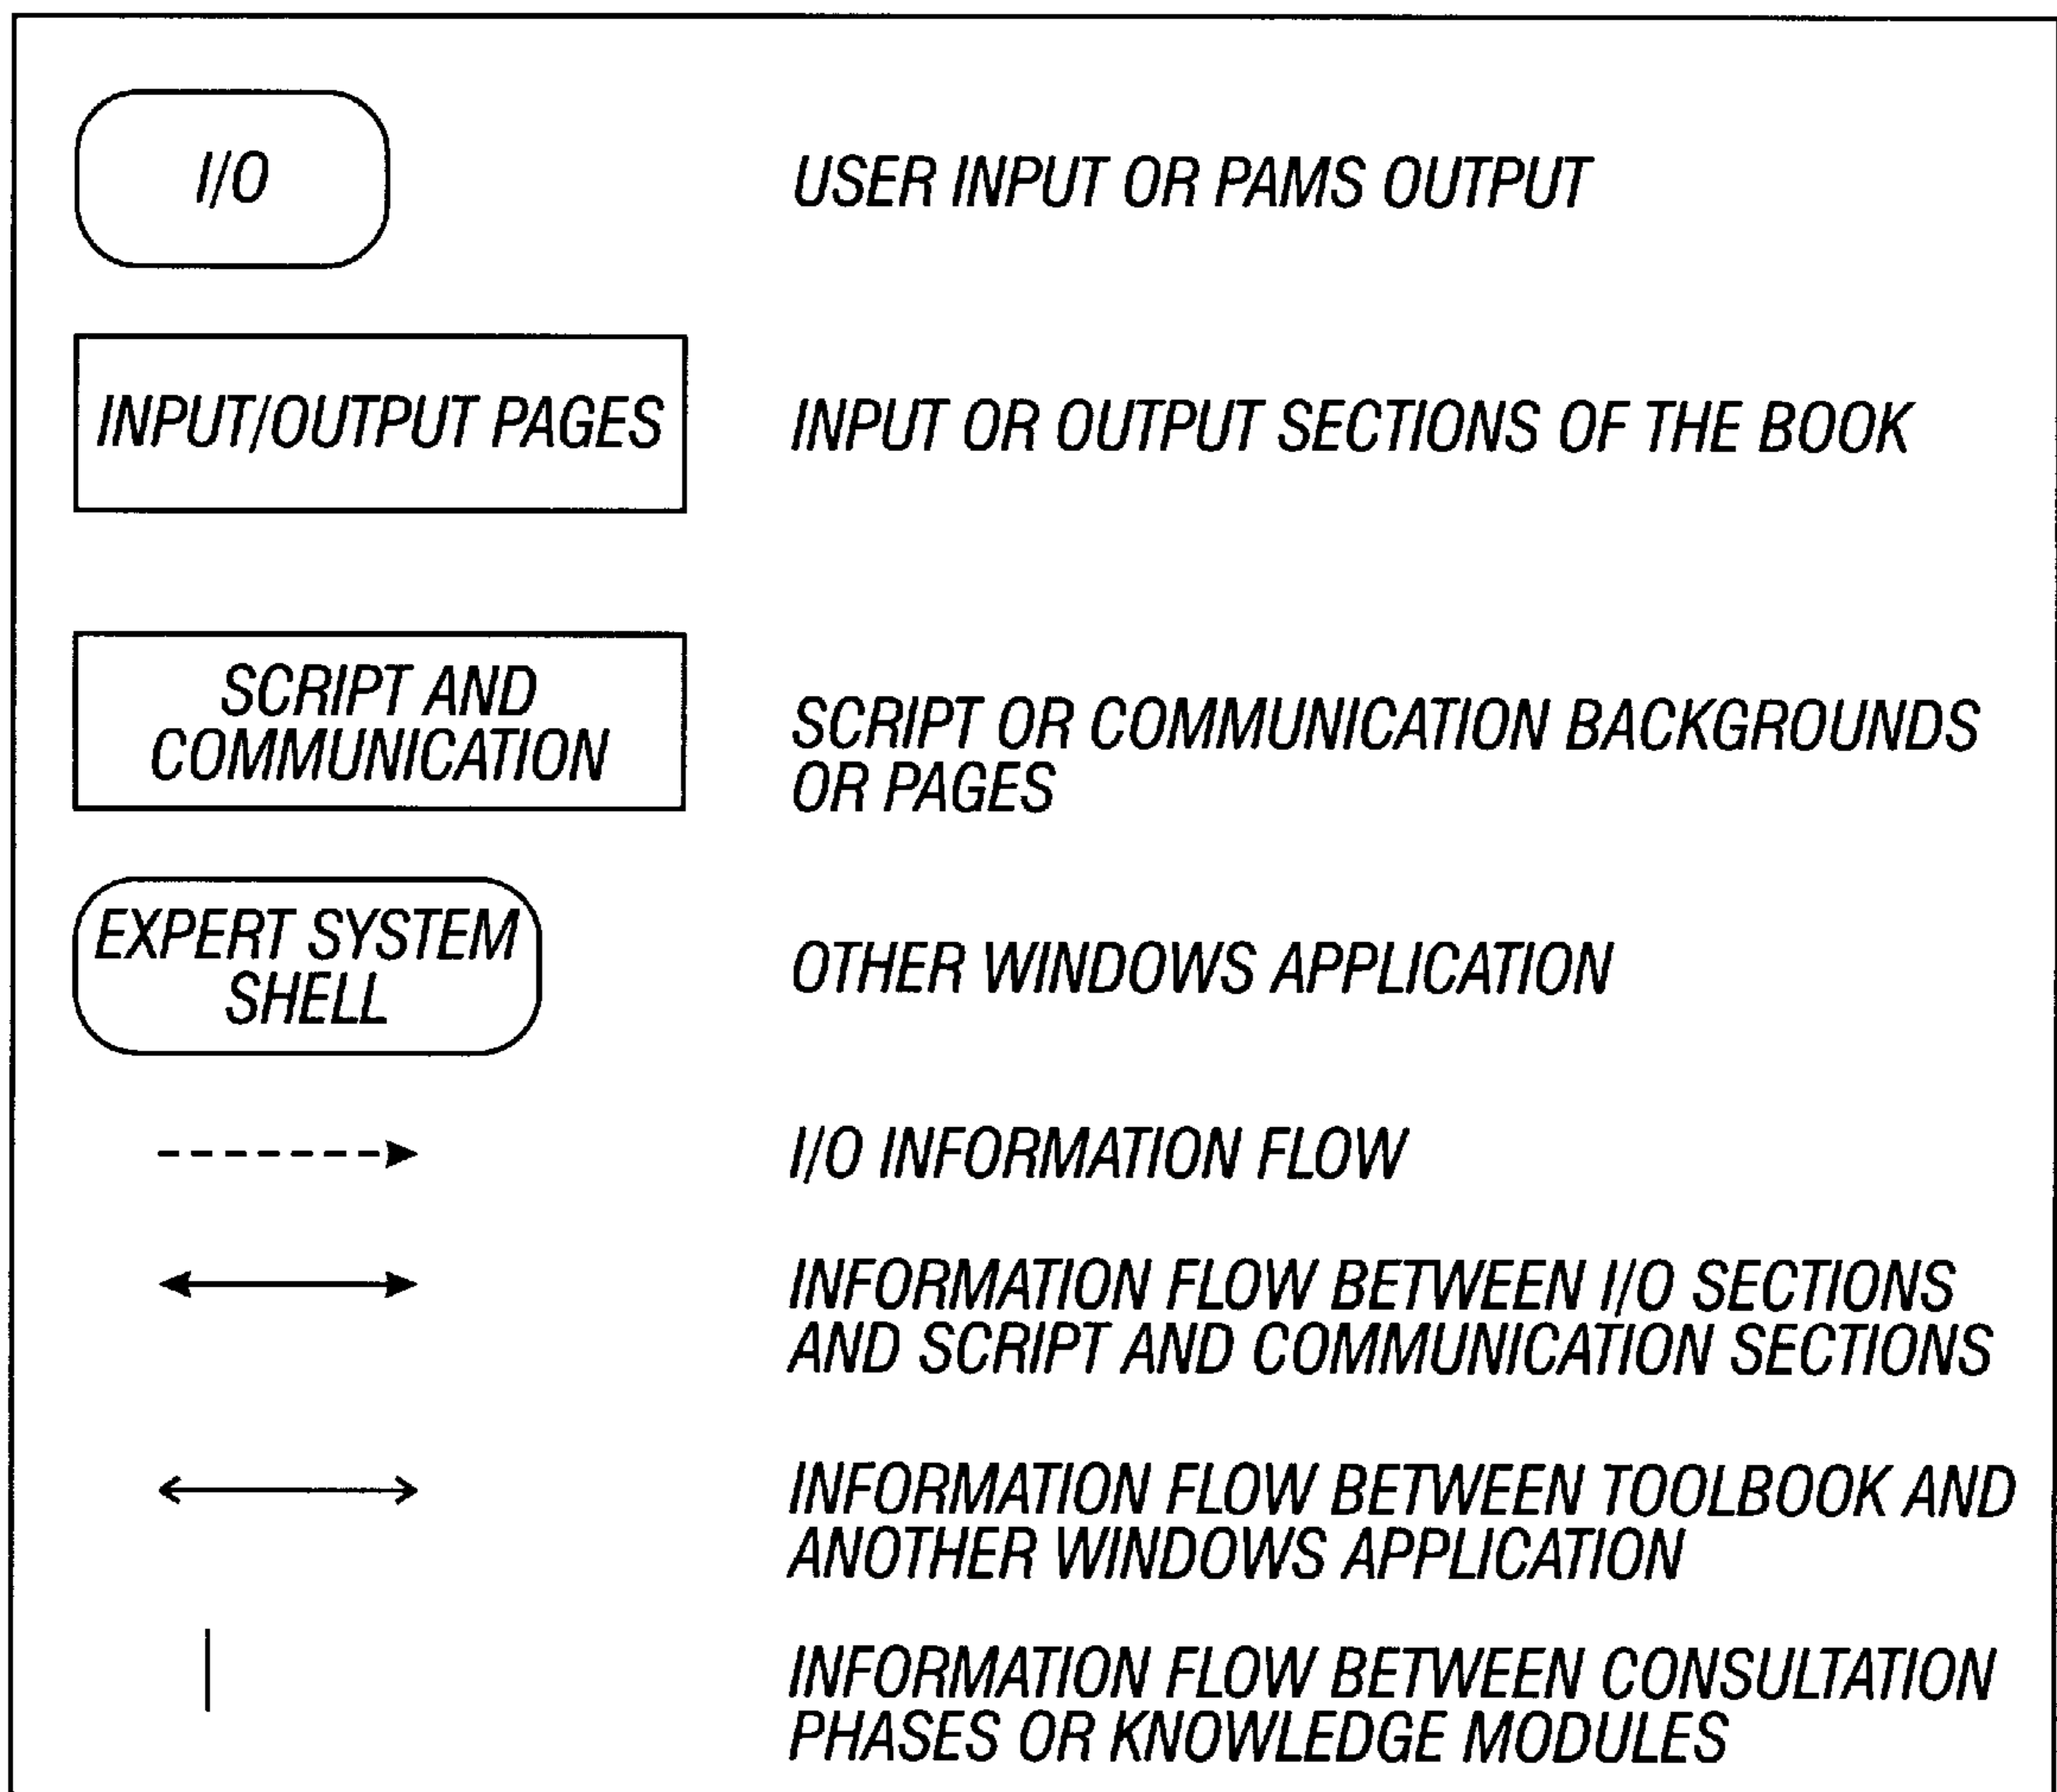 I/O
USER INPUT OR PAMS OUTPUT
INPUT/OUTPUT PAGES
INPUT OR OUTPUT SECTIONS OF THE BOOK
SCRIPT AND
COMMUNICATION
SCRIPT OR COMMUNICATION BACKGROUNDS
OR PAGES
EXPERT SYSTEM
SHELL
OTHER WINDOWS APPLICATION
I/O INFORMATION FLOW
INFORMATION FLOW BETWEEN I/O SECTIONS
AND SCRIPT AND COMMUNICATION SECTIONS
INFORMATION FLOW BETWEEN TOOLBOOK AND
ANOTHER WINDOWS APPLICATION
INFORMATION FLOW BETWEEN CONSULTATION
PHASES OR KNOWLEDGE MODULES